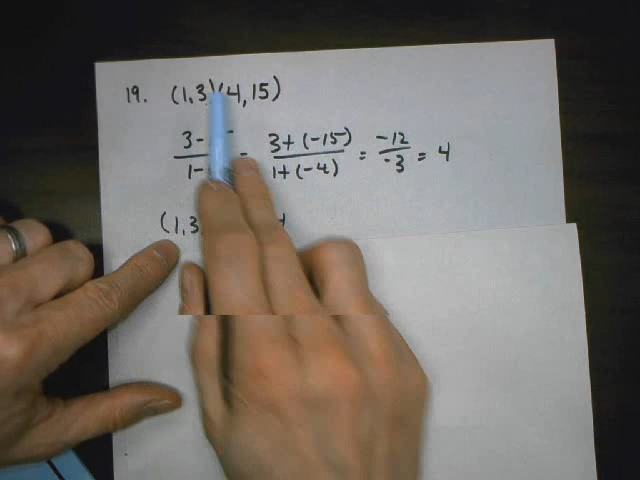 19. (1,3)(4,15)
3- = 3+(-15) = -12 = 4
1- 1+(-4) -3
(1,3